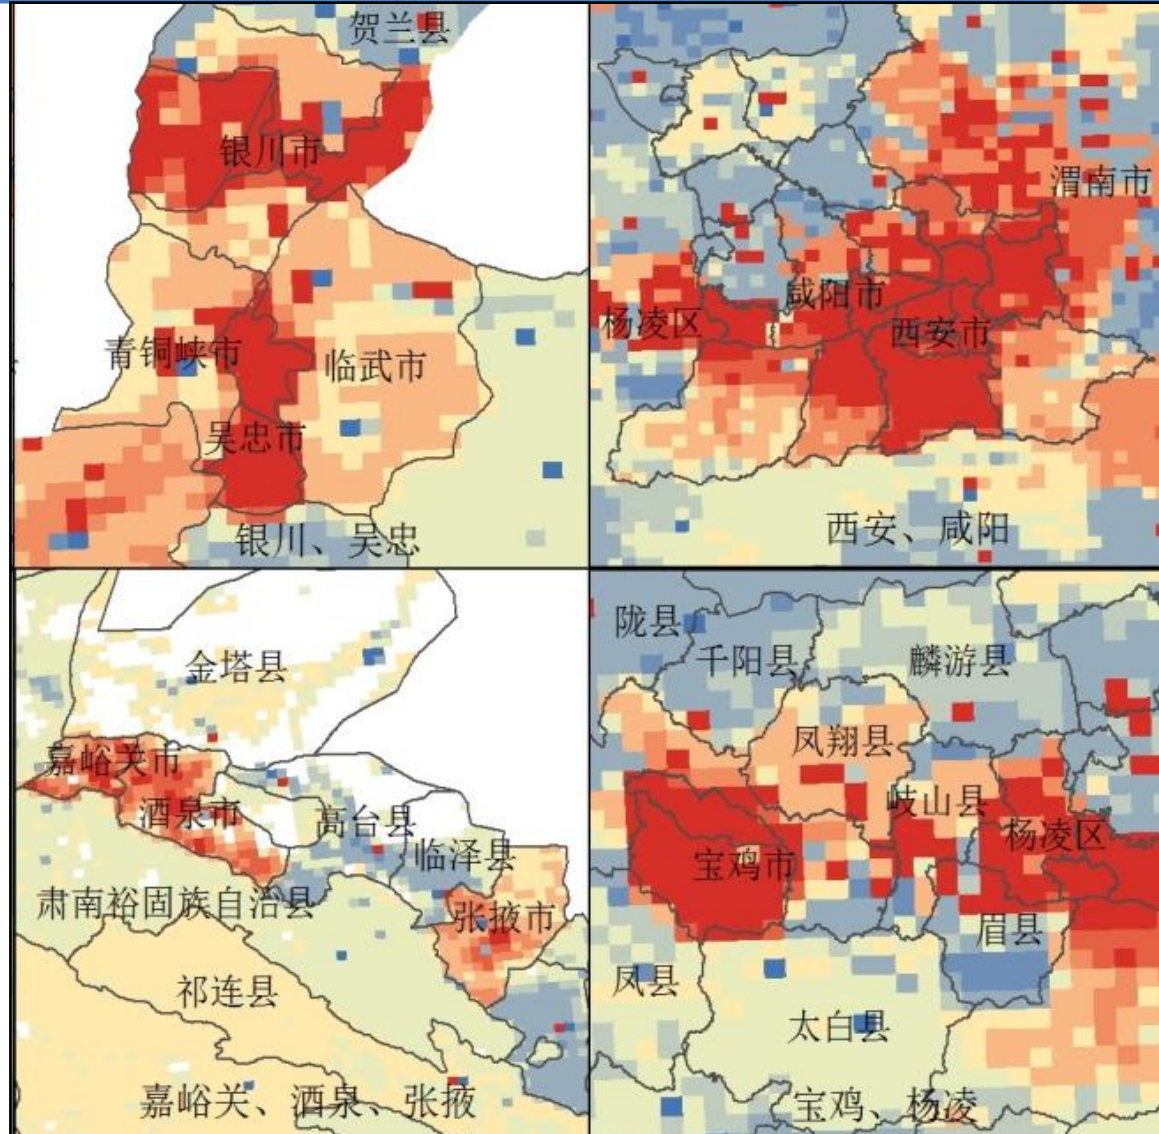 贺兰县
银川市
青铜峡市
临武市
吴忠市
银川、吴忠
渭南市
咸阳市
杨凌区
西安市
西安、咸阳
金塔县
嘉峪关市
酒泉市
高台县
临泽县
肃南裕固族自治县
张掖市
祁连县
嘉峪关、酒泉、张掖
陇县
千阳县
麟游县
凤翔县
岐山县
杨凌区
宝鸡市
眉县
凤县
太白县
宝鸡、杨凌